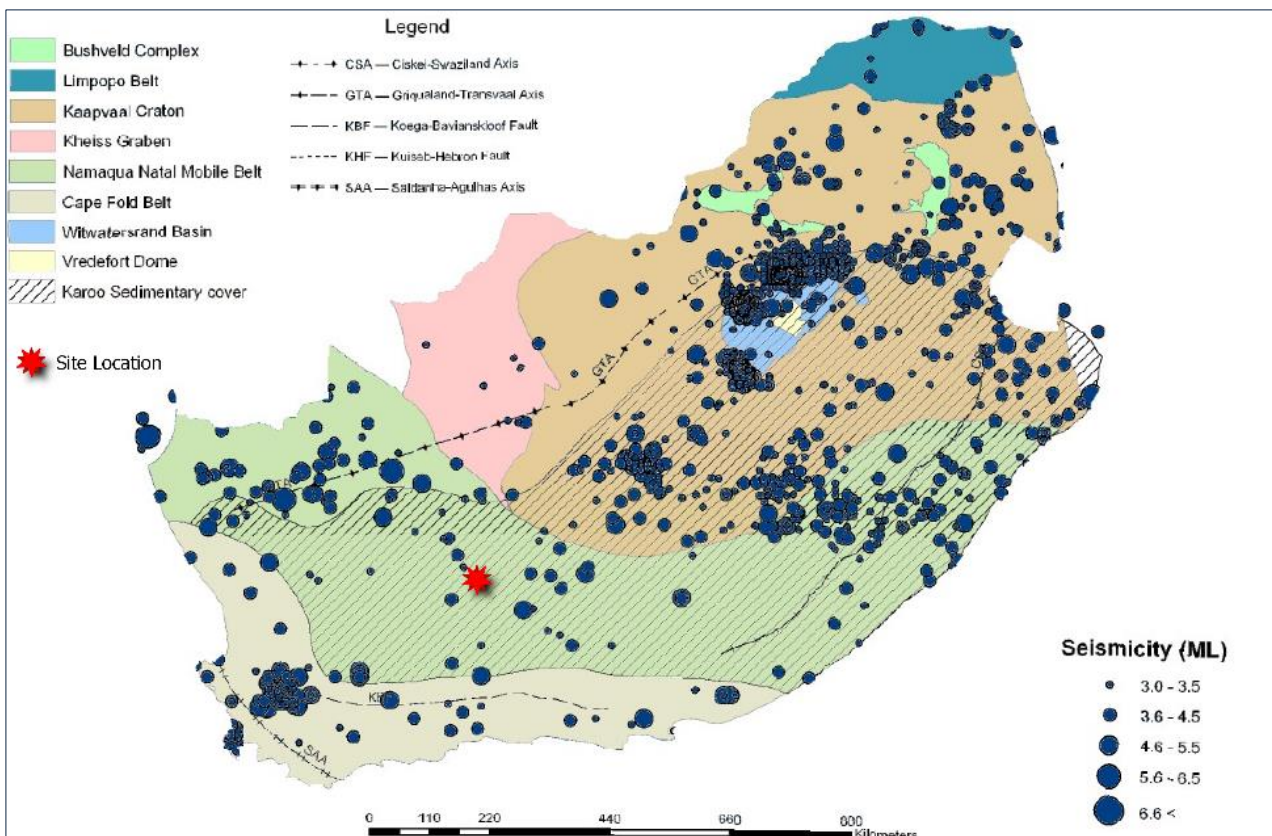 Legend
Bushveld Complex
Limpopo Belt
Kaapvaal Craton
Kheiss Graben
Namaqua Natal Mobile Belt
Cape Fold Belt
Witwatersrand Basin
Vredefort Dome
Karoo Sedimentary cover
Site Location
CSA — Ciskei-Swaziland Axis
GTA — Griqualand-Transvaal Axis
KBF — Koega-Bavianskloof Fault
KHF — Kuiseb-Hebron Fault
SAA — Saldanha-Agulhas Axis
GTA
GTA
SAA
Seismicity (ML)
3.0 - 3.5
3.6 - 4.5
4.6 - 5.5
5.6 - 6.5
6.6 <
0 110 220 440 660 800
Kilometers